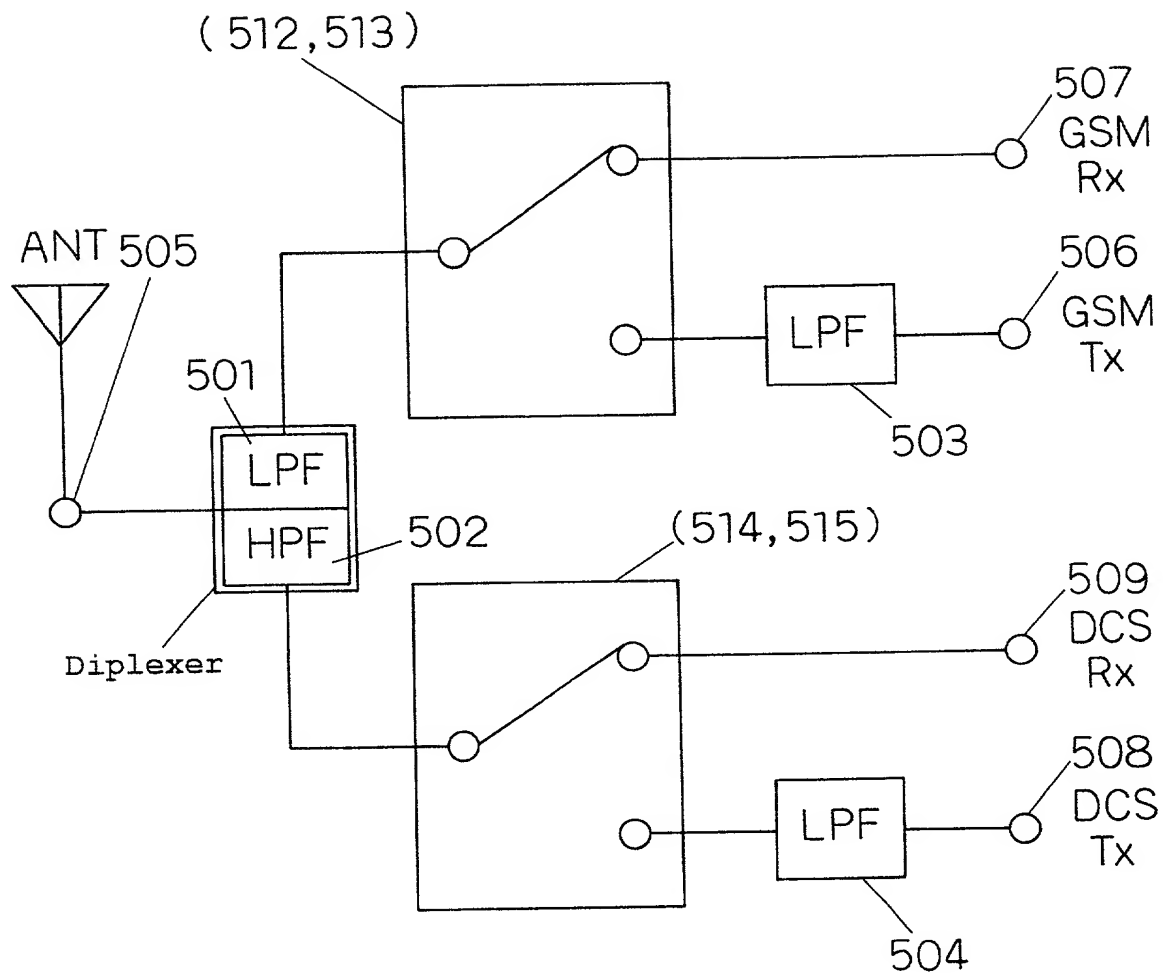 (512,513)
507
GSM
Rx
ANT 505
506
GSM
Tx
LPF
501
503
LPF
HPF
502
(514,515)
509
DCS
Rx
Diplexer
508
DCS
Tx
LPF
504